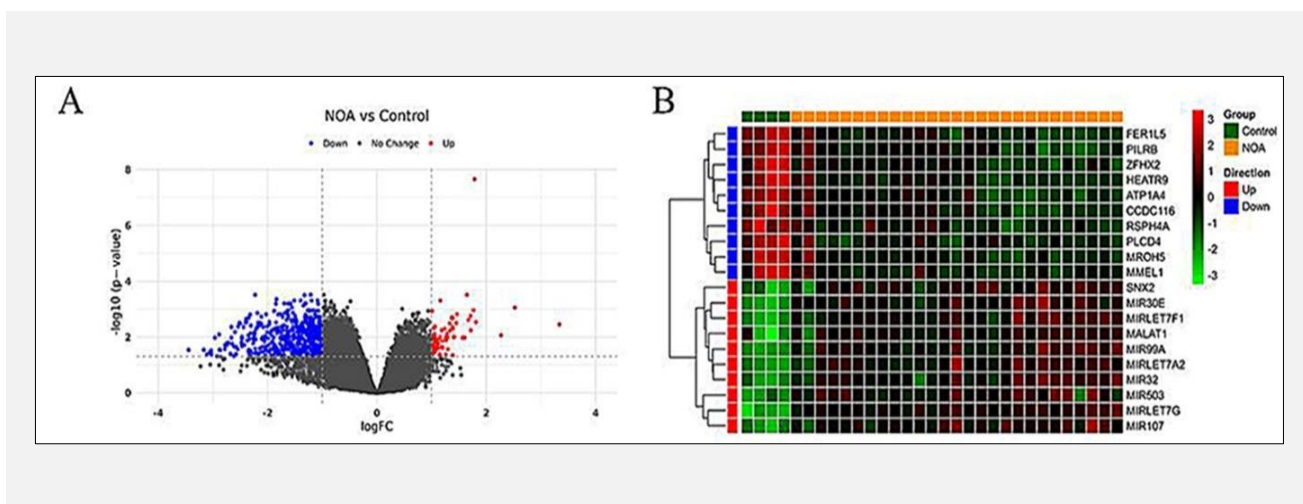 A
NOA vs Control
Down No Change Up
8
6
4
2
0
-log10 (p-value)
-4 -2 0 2 4
logFC
B
FER1L5
PILRB
ZFHX2
HEATR9
ATP1A4
CCDC116
RSPH4A
PLCD4
MROH5
MMEL1
SNX2
MIR30E
MIRLET7F1
MALAT1
MIR99A
MIRLET7A2
MIR32
MIR503
MIRLET7G
MIR107
3
2
1
0
-1
-2
-3
Group
Control
NOA
Direction
Up
Down